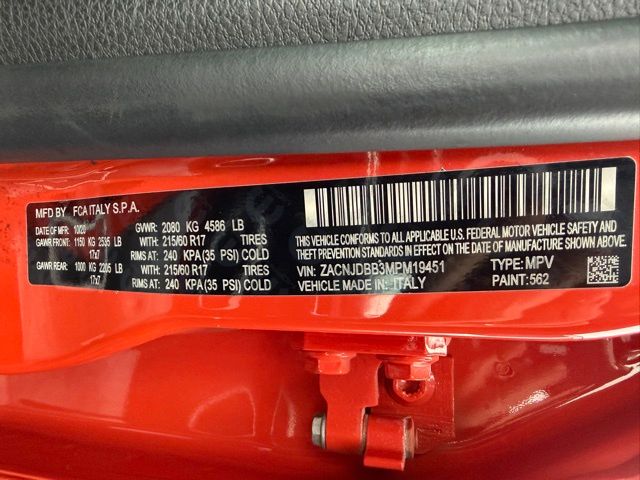 MFD BY FCA ITALY S.P.A.
DATE OF MFR: 1020 GVWR: 2080 KG 4586 LB
GAWR FRONT: 1150 KG 2535 LB WITH: 215/60 R17 TIRES
17x7 RIMS AT: 240 KPA(35 PSI) COLD
GAWR REAR: 1000 KG 2205 LB WITH: 215/60 R17 TIRES
17x7 RIMS AT: 240 KPA(35 PSI) COLD
THIS VEHICLE CONFORMS TO ALL APPLICABLE U.S. FEDERAL MOTOR VEHICLE SAFETY AND
THEFT PREVENTION STANDARDS IN EFFECT ON THE DATE OF MANUFACTURE SHOWN ABOVE.
VIN: ZACNJDBB3MPM19451 TYPE: MPV
VEHICLE MADE IN: ITALY PAINT: 562